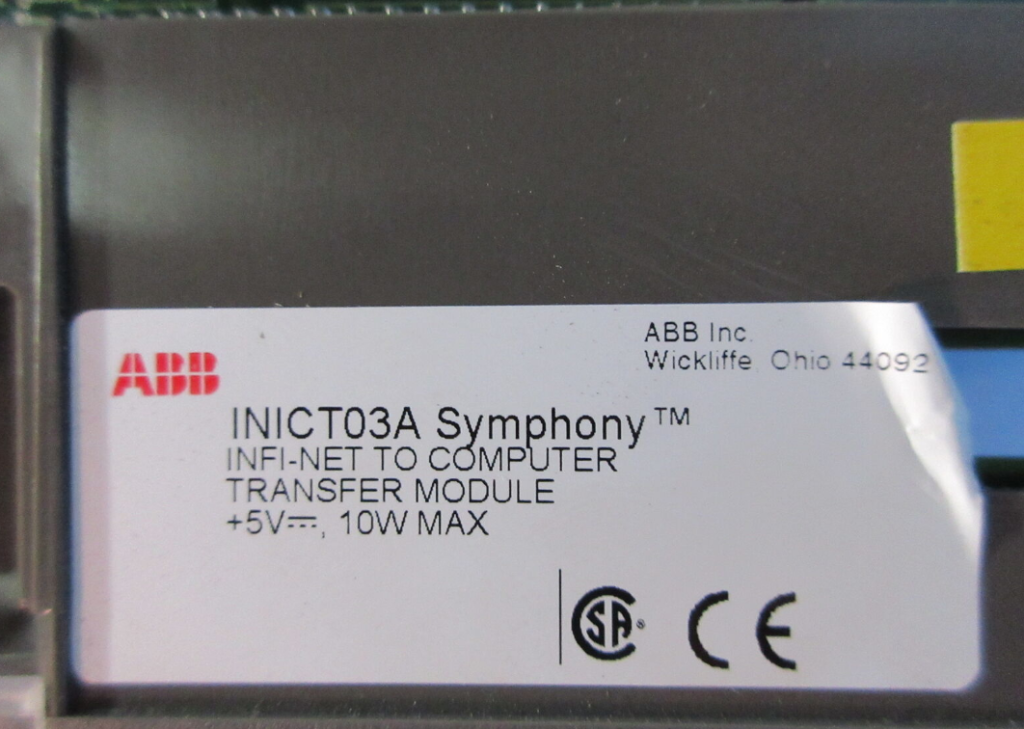 ABB Inc.
Wickliffe, Ohio 44092
ABB
INICT03A Symphony™
INFI-NET TO COMPUTER
TRANSFER MODULE
+5V⎓, 10W MAX
CSA® CE